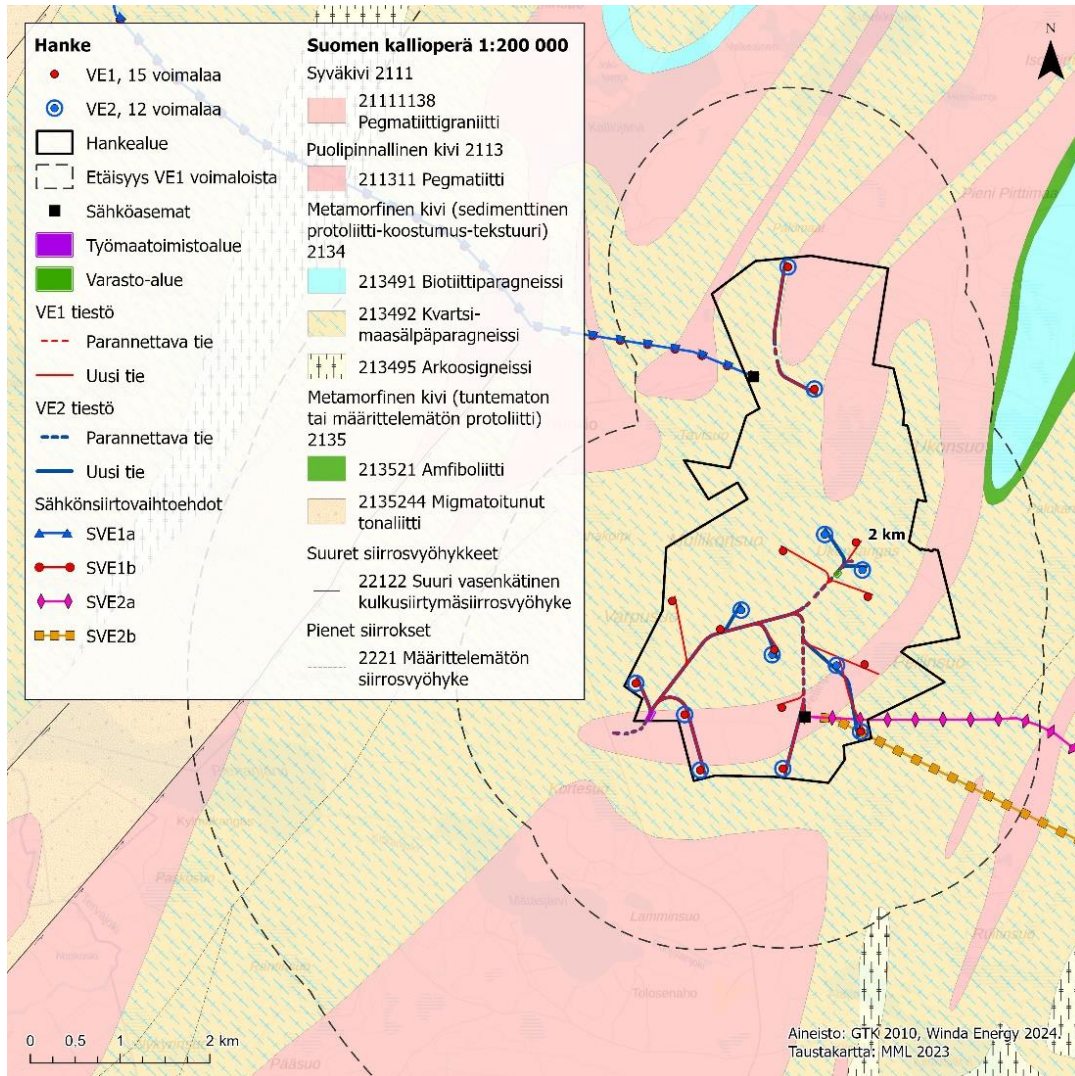 Hanke
VE1, 15 voimalaa
VE2, 12 voimalaa
Hankealue
Etäisyys VE1 voimaloista
Sähköasemat
Työmaatoimistoalue
Varasto-alue
VE1 tiestö
Parannettava tie
Uusi tie
VE2 tiestö
Parannettava tie
Uusi tie
Sähkönsiirtovaihtoehdot
SVE1a
SVE1b
SVE2a
SVE2b
Suomen kallioperä 1:200 000
Syväkivi 2111
21111138
Pegmatiittigraniitti
Puolipinnallinen kivi 2113
211311 Pegmatiitti
Metamorfinen kivi (sedimenttinen
protoliitti-koostumus-tekstuuri)
2134
213491 Biotiittiparagneissi
213492 Kvartsi-
maasälpäparagneissi
213495 Arkoosigneissi
Metamorfinen kivi (tuntematon
tai määrittelemätön protoliitti)
2135
213521 Amfiboliitti
2135244 Migmatoitunut
tonaliitti
Suuret siirrosvyöhykkeet
22122 Suuri vasenkätinen
kulkusiirtymäsiirrosvyöhyke
Pienet siirrokset
2221 Määrittelemätön
siirrosvyöhyke
N
Pieni Pirttimaa
Tavisuo
2 km
Kortesuo
Lamminsuo
Tolosenaho
Pääsuo
0 0,5 1 2 km
Aineisto: GTK 2010, Winda Energy 2024.
Taustakartta: MML 2023